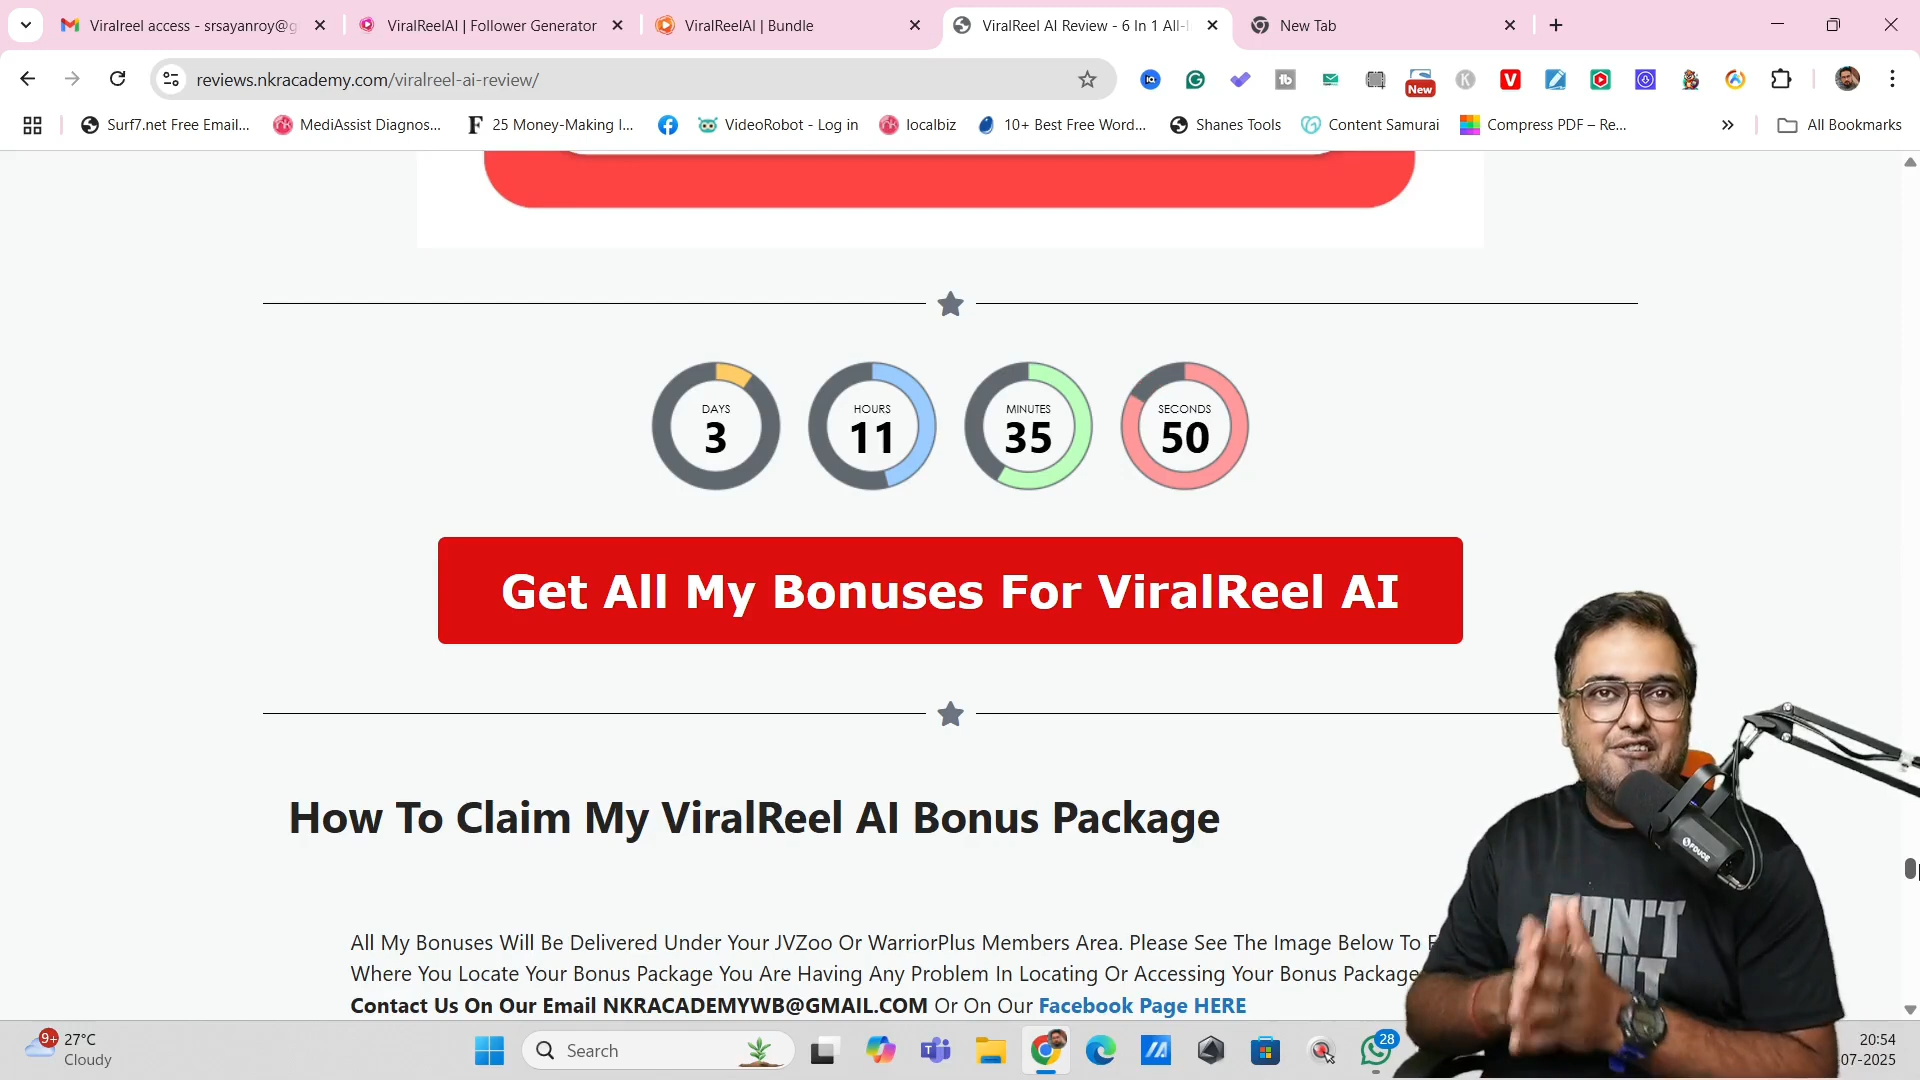 Viralreel access - srsayanroy@g
ViralReelAI | Follower Generator
ViralReelAI | Bundle
ViralReel AI Review - 6 In 1 All-I
New Tab
reviews.nkracademy.com/viralreel-ai-review/
New
Surf7.net Free Email...
MediAssist Diagnos...
25 Money-Making I...
VideoRobot - Log in
localbiz
10+ Best Free Word...
Shanes Tools
Content Samurai
Compress PDF – Re...
All Bookmarks
DAYS
3
HOURS
11
MINUTES
35
SECONDS
50
Get All My Bonuses For ViralReel AI
How To Claim My ViralReel AI Bonus Package
All My Bonuses Will Be Delivered Under Your JVZoo Or WarriorPlus Members Area. Please See The Image Below To
Where You Locate Your Bonus Package You Are Having Any Problem In Locating Or Accessing Your Bonus Package
Contact Us On Our Email NKRACADEMYWB@GMAIL.COM Or On Our Facebook Page HERE
FDUCE
DON'T
QUIT
9+
27°C
Cloudy
Search
28
20:54
07-2025